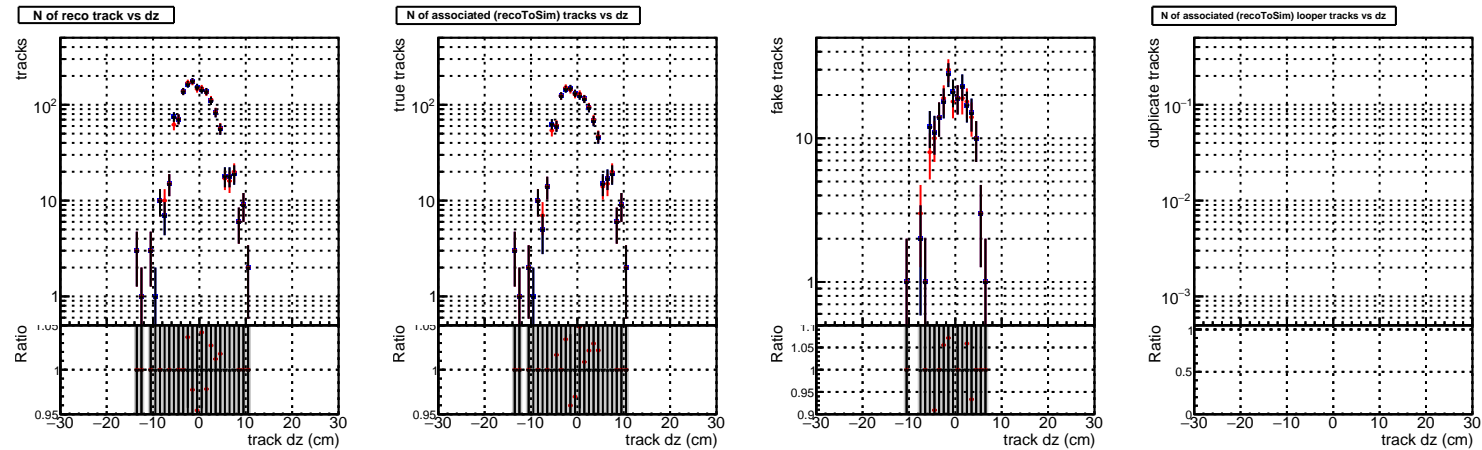 N of reco track vs dz
tracks
10²
10
1
Ratio
1.05
1
0.95
−30 −20 −10 0 10 20 30
track dz (cm)
N of associated (recoToSim) tracks vs dz
true tracks
10²
10
1
Ratio
1.05
1
0.95
−30 −20 −10 0 10 20 30
track dz (cm)
fake tracks
10
1
Ratio
1.1
1.05
1
0.95
0.9
−30 −20 −10 0 10 20 30
track dz (cm)
N of associated (recoToSim) looper tracks vs dz
duplicate tracks
10⁻¹
10⁻²
10⁻³
Ratio
1
0.5
0
−30 −20 −10 0 10 20 30
track dz (cm)